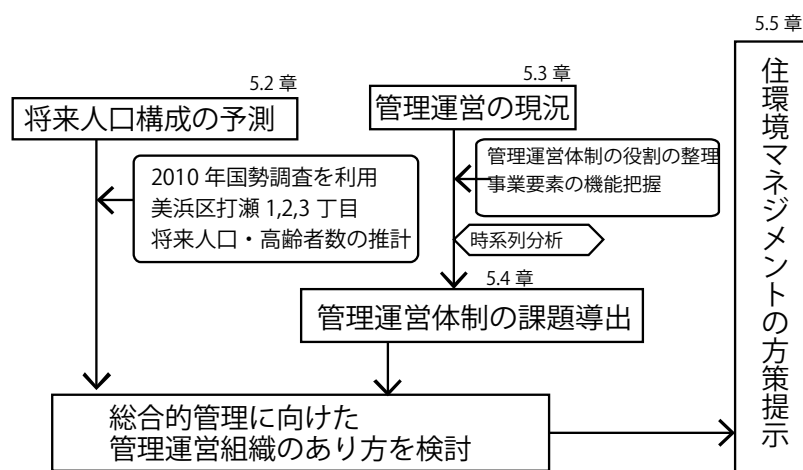 5.2 章
将来人口構成の予測
2010 年国勢調査を利用
美浜区打瀬 1,2,3 丁目
将来人口・高齢者数の推計
5.3 章
管理運営の現況
管理運営体制の役割の整理
事業要素の機能把握
時系列分析
5.4 章
管理運営体制の課題導出
総合的管理に向けた
管理運営組織のあり方を検討
5.5 章
住環境マネジメントの方策提示